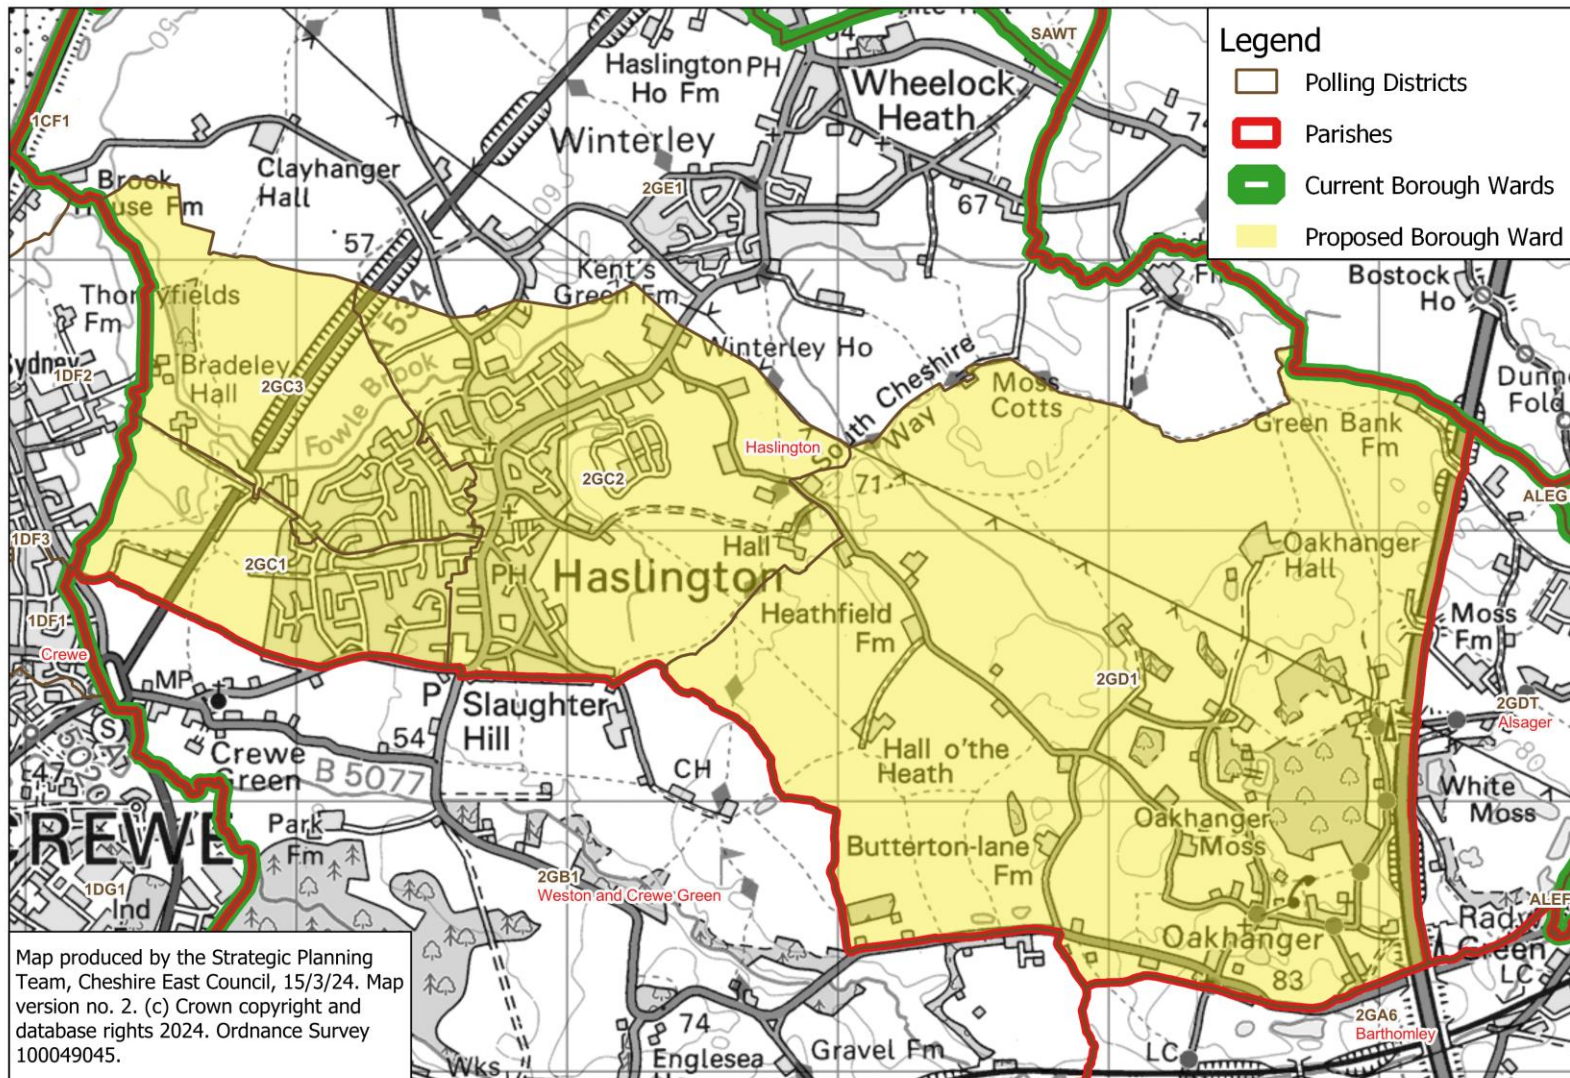 Legend
Polling Districts
Parishes
Current Borough Wards
Proposed Borough Ward
SAWT
1CF1
Haslington
Ho Fm
PH
Wheelock
Heath
Winterley
Clayhanger
Hall
Brook
House Fm
2GE1
67
57
Kent's
Green Fm
A 534
Bostock
Ho
Thornyfields
Fm
Winterley Ho
South Cheshire
Way
Moss
Cotts
Sydney
1DF2
Bradeley
Hall
2GC3
Fowle Brook
Green Bank
Fm
Haslington
2GC2
71
ALEG
1DF3
2GC1
Hall
Oakhanger
Hall
PH
Haslington
Heathfield
Fm
Moss
Fm
1DF1
Crewe
MP
P
Slaughter
Hill
2GD1
2GDT
Alsager
54
Crewe
Green
B 5077
CH
Hall o'the
Heath
White
Moss
CREWE
Park
Fm
Oakhanger
Moss
Butterton-lane
Fm
1DG1
Ind
2GB1
Weston and Crewe Green
ALEF
Oakhanger
83
LC
74
Englesea
Gravel Fm
LC
2GA6
Barthomley
Wks
Map produced by the Strategic Planning
Team, Cheshire East Council, 15/3/24. Map
version no. 2. (c) Crown copyright and
database rights 2024. Ordnance Survey
100049045.